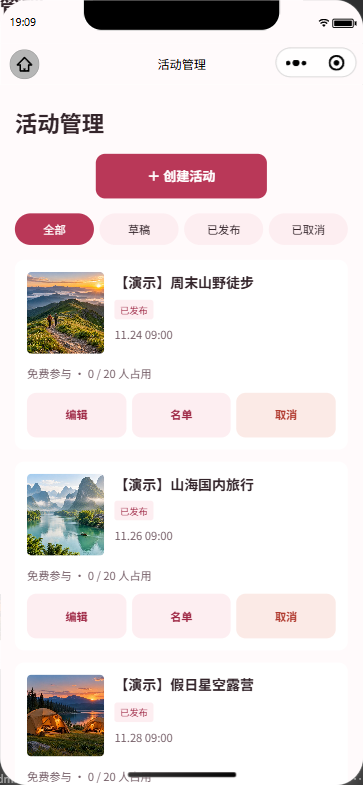 19:09
活动管理
活动管理
+ 创建活动
全部
草稿
已发布
已取消
【演示】周末山野徒步
已发布
11.24 09:00
免费参与 · 0 / 20 人占用
编辑
名单
取消
【演示】山海国内旅行
已发布
11.26 09:00
免费参与 · 0 / 20 人占用
编辑
名单
取消
【演示】假日星空露营
已发布
11.28 09:00
免费参与 · 0 / 20 人占用